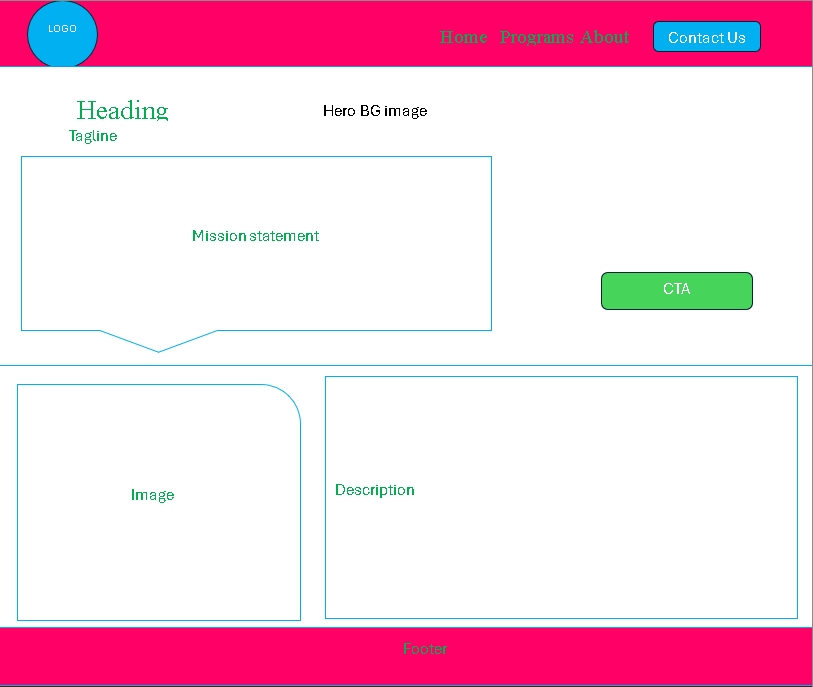 LOGO
Home Programs About Contact Us
Heading
Hero BG image
Tagline
Mission statement
CTA
Image
Description
Footer